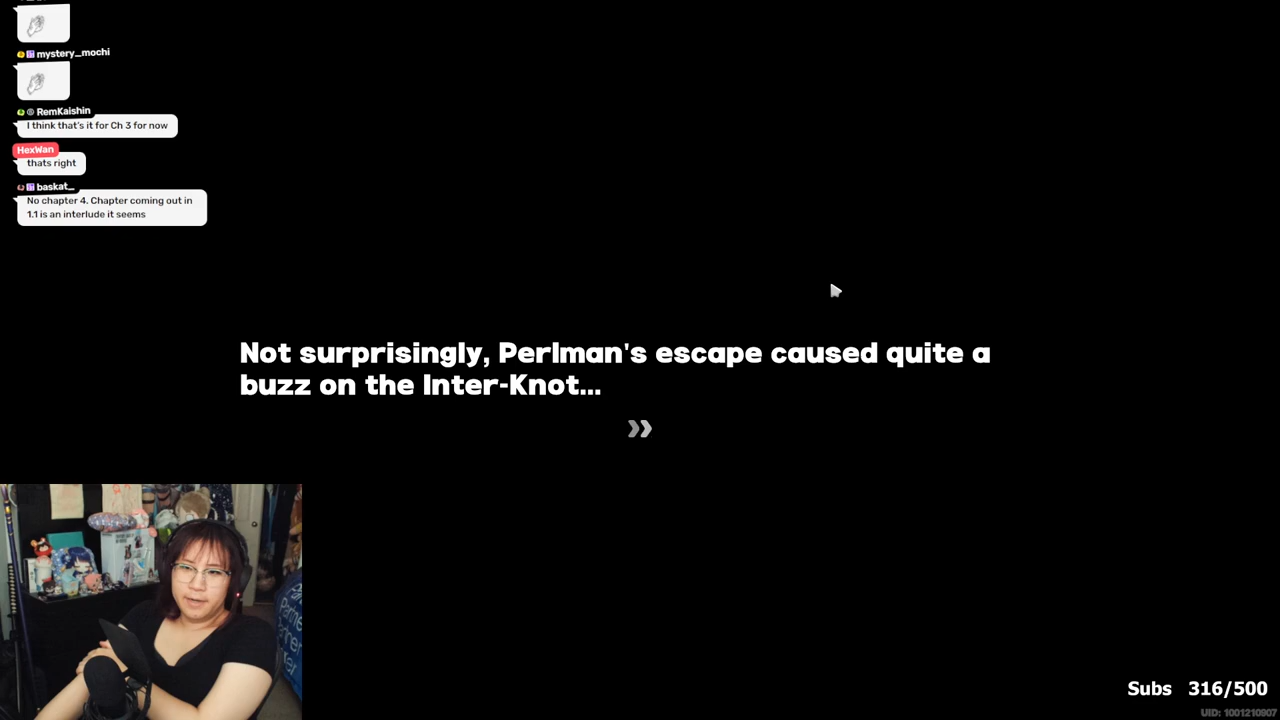 mystery_mochi
RemKaishin
I think that's it for Ch 3 for now
HexWan
thats right
baskat_
No chapter 4. Chapter coming out in
1.1 is an interlude it seems
Not surprisingly, Perlman's escape caused quite a
buzz on the Inter-Knot...
Subs 316/500
UID: 1001210907